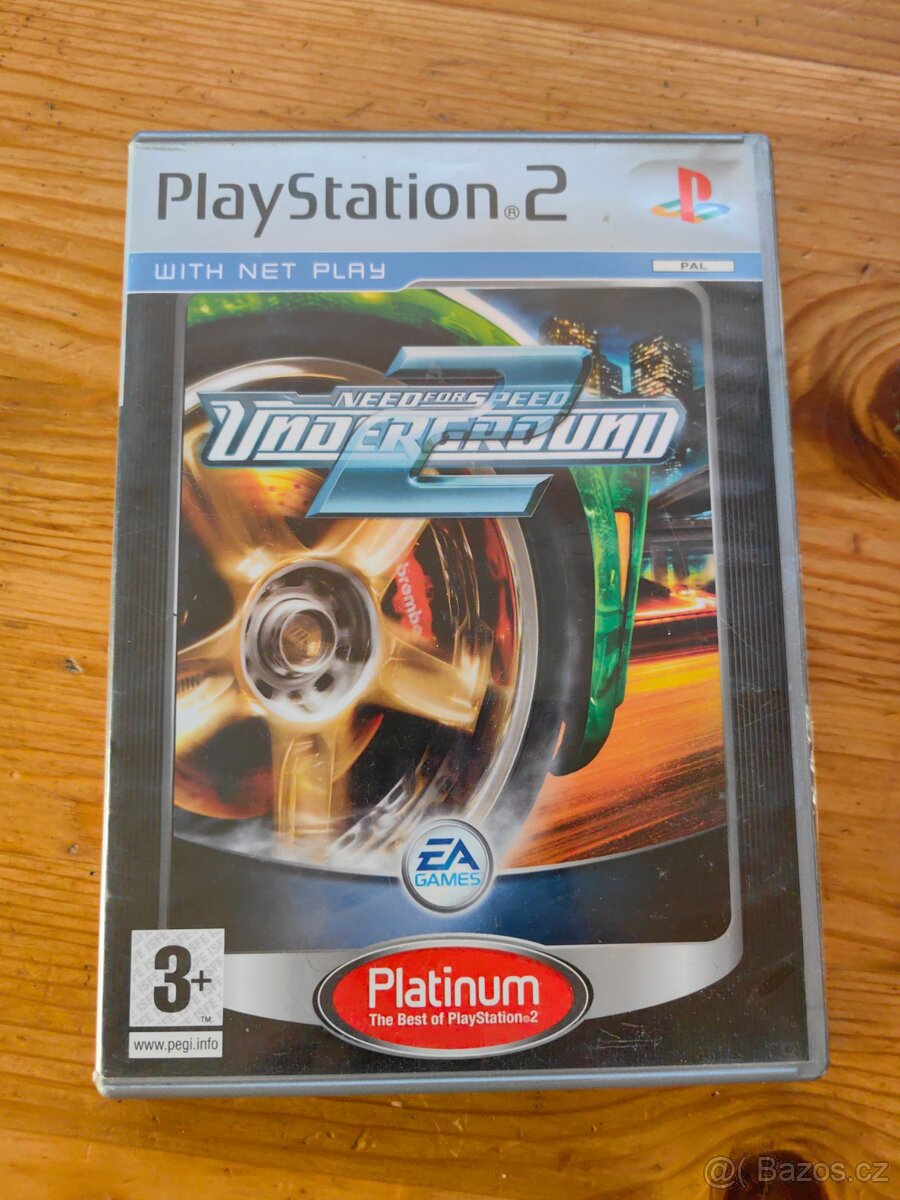 PlayStation®2
WITH NET PLAY
PAL
NEED FOR SPEED
UNDERGROUND
2
brembo
EA
GAMES
3+
™
www.pegi.info
Platinum
The Best of PlayStation®2
@( Bazos.cz